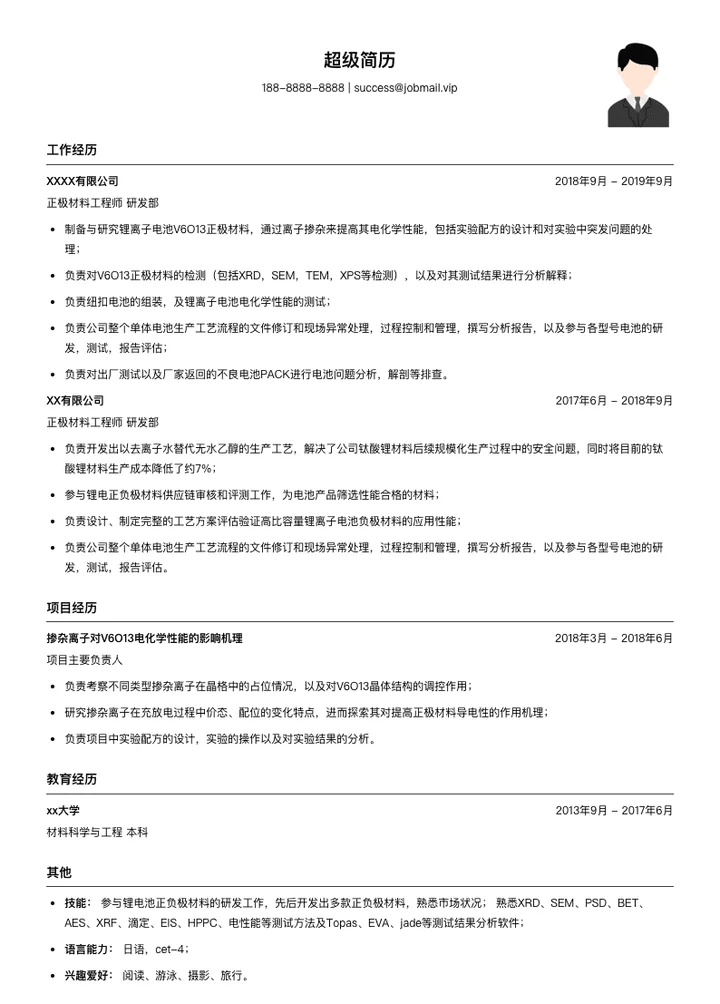 超级简历
188-8888-8888 | success@jobmail.vip
工作经历
XXXX有限公司 2018年9月 – 2019年9月
正极材料工程师 研发部
• 制备与研究锂离子电池V6O13正极材料，通过离子掺杂来提高其电化学性能，包括实验配方的设计和对实验中突发问题的处
理；
• 负责对V6O13正极材料的检测（包括XRD，SEM，TEM，XPS等检测），以及对其测试结果进行分析解释；
• 负责纽扣电池的组装，及锂离子电池电化学性能的测试；
• 负责公司整个单体电池生产工艺流程的文件修订和现场异常处理，过程控制和管理，撰写分析报告，以及参与各型号电池的研
发，测试，报告评估；
• 负责对出厂测试以及厂家返回的不良电池PACK进行电池问题分析，解剖等排查。
XX有限公司 2017年6月 – 2018年9月
正极材料工程师 研发部
• 负责开发出以去离子水替代无水乙醇的生产工艺，解决了公司钛酸锂材料后续规模化生产过程中的安全问题，同时将目前的钛
酸锂材料生产成本降低了约7%；
• 参与锂电正负极材料供应链审核和评测工作，为电池产品筛选性能合格的材料；
• 负责设计、制定完整的工艺方案评估验证高比容量锂离子电池负极材料的应用性能；
• 负责公司整个单体电池生产工艺流程的文件修订和现场异常处理，过程控制和管理，撰写分析报告，以及参与各型号电池的研
发，测试，报告评估。
项目经历
掺杂离子对V6O13电化学性能的影响机理 2018年3月 – 2018年6月
项目主要负责人
• 负责考察不同类型掺杂离子在晶格中的占位情况，以及对V6O13晶体结构的调控作用；
• 研究掺杂离子在充放电过程中价态、配位的变化特点，进而探索其对提高正极材料导电性的作用机理；
• 负责项目中实验配方的设计，实验的操作以及对实验结果的分析。
教育经历
xx大学 2013年9月 – 2017年6月
材料科学与工程 本科
其他
• 技能： 参与锂电池正负极材料的研发工作，先后开发出多款正负极材料，熟悉市场状况； 熟悉XRD、SEM、PSD、BET、
AES、XRF、滴定、EIS、HPPC、电性能等测试方法及Topas、EVA、jade等测试结果分析软件；
• 语言能力： 日语，cet-4；
• 兴趣爱好： 阅读、游泳、摄影、旅行。